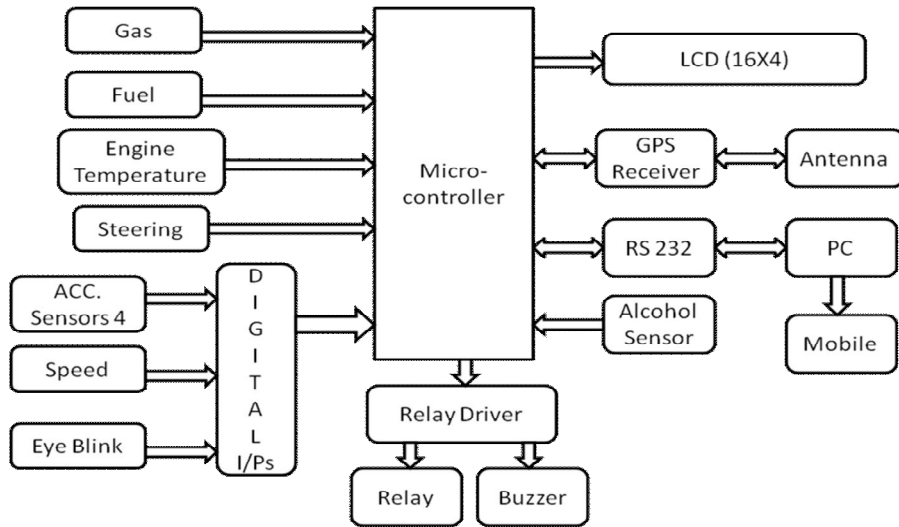 Gas
Fuel
Engine
Temperature
Steering
ACC.
Sensors 4
Speed
Eye Blink
D
I
G
I
T
A
L
I/Ps
Micro-
controller
LCD (16X4)
GPS
Receiver
Antenna
RS 232
PC
Alcohol
Sensor
Mobile
Relay Driver
Relay
Buzzer